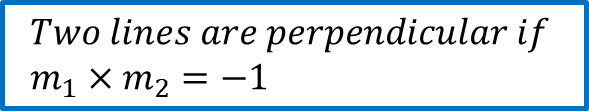 Two lines are perpendicular if
m₁ × m₂ = −1